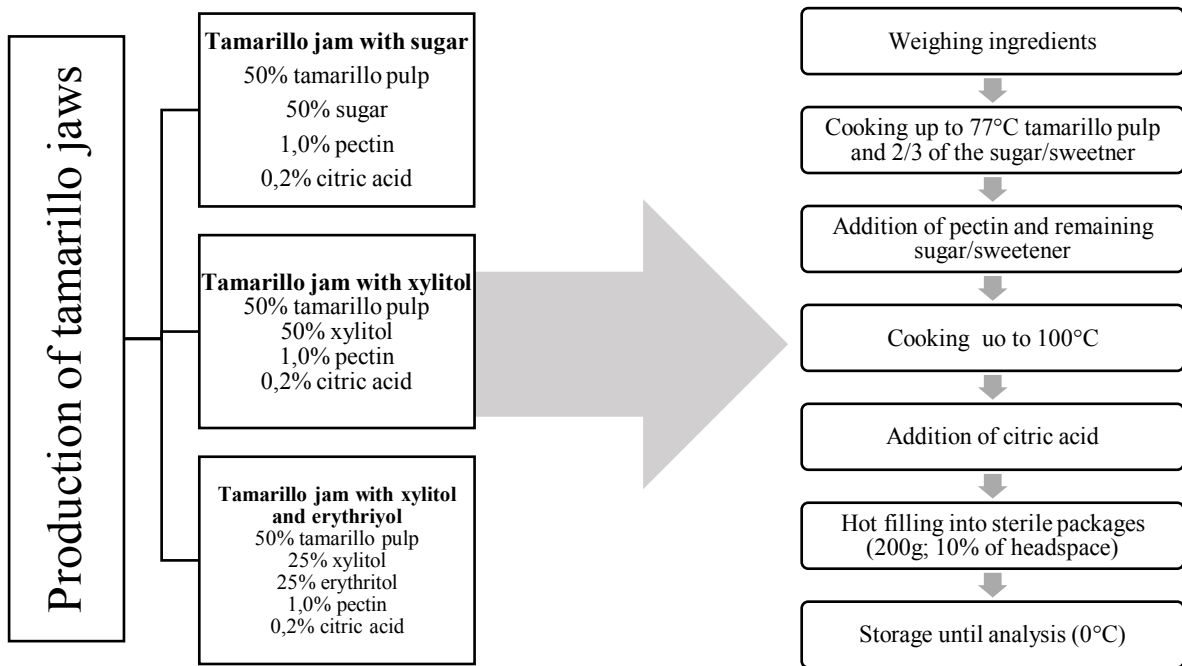 Production of tamarillo jaws
Tamarillo jam with sugar
50% tamarillo pulp
50% sugar
1,0% pectin
0,2% citric acid
Tamarillo jam with xylitol
50% tamarillo pulp
50% xylitol
1,0% pectin
0,2% citric acid
Tamarillo jam with xylitol
and erythriyol
50% tamarillo pulp
25% xylitol
25% erythritol
1,0% pectin
0,2% citric acid
Weighing ingredients
Cooking up to 77°C tamarillo pulp
and 2/3 of the sugar/sweetner
Addition of pectin and remaining
sugar/sweetener
Cooking uo to 100°C
Addition of citric acid
Hot filling into sterile packages
(200g; 10% of headspace)
Storage until analysis (0°C)